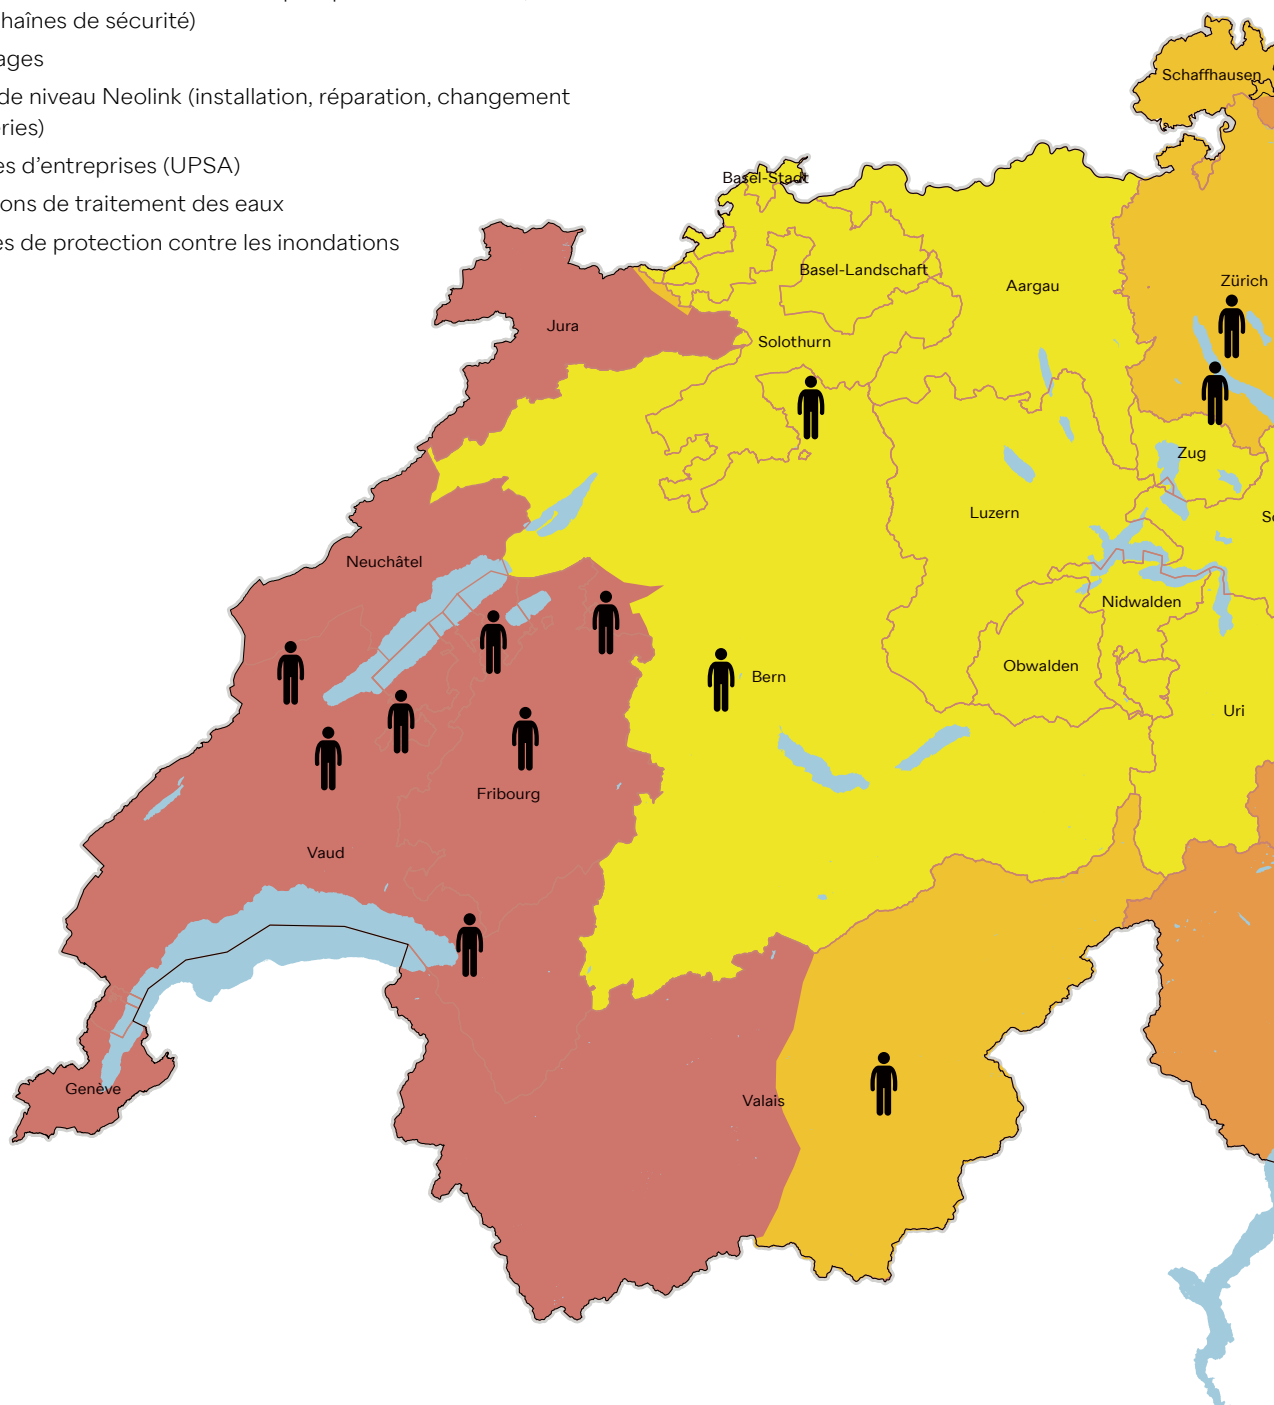 haînes de sécurité)
ages
de niveau Neolink (installation, réparation, changement
ries)
es d’entreprises (UPSA)
ons de traitement des eaux
es de protection contre les inondations
Schaffhausen
Basel-Stadt
Basel-Landschaft
Aargau
Zürich
Jura
Solothurn
Zug
Luzern
Neuchâtel
Nidwalden
Obwalden
Bern
Uri
Fribourg
Vaud
Genève
Valais